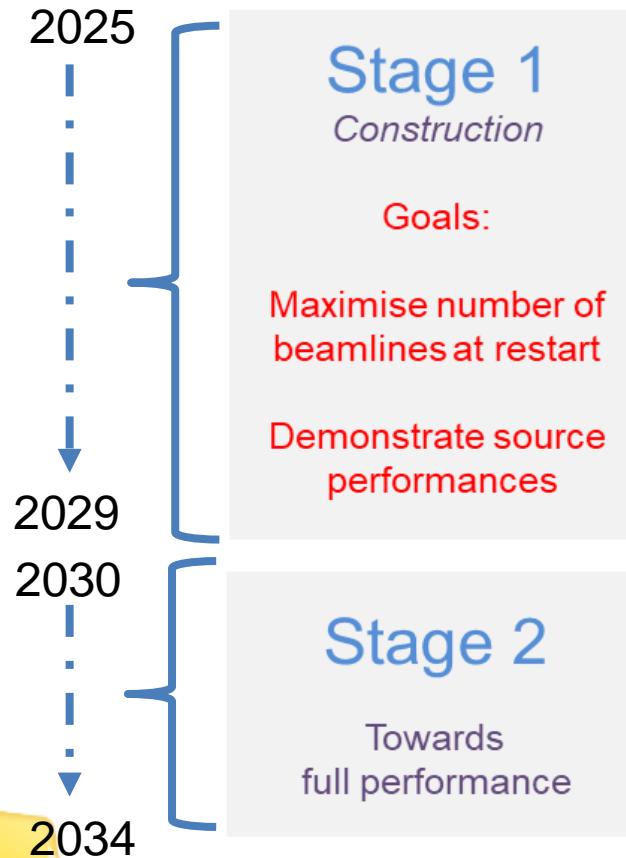 2025
Stage 1
Construction
Goals:
Maximise number of
beamlines at restart
Demonstrate source
performances
2029
2030
Stage 2
Towards
full performance
2034